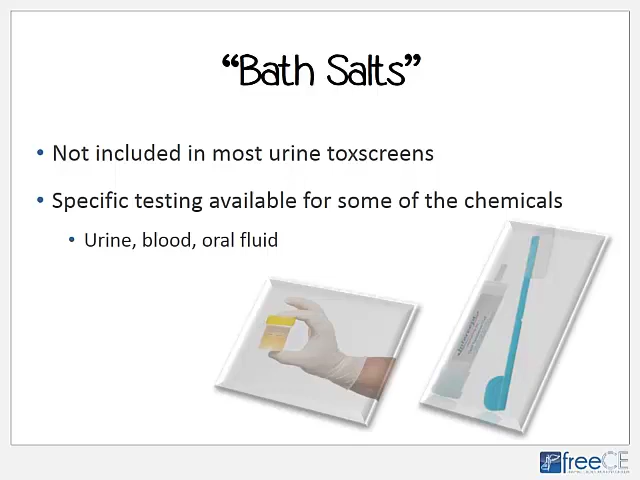 “Bath Salts”
• Not included in most urine toxscreens
• Specific testing available for some of the chemicals
• Urine, blood, oral fluid
freeCE